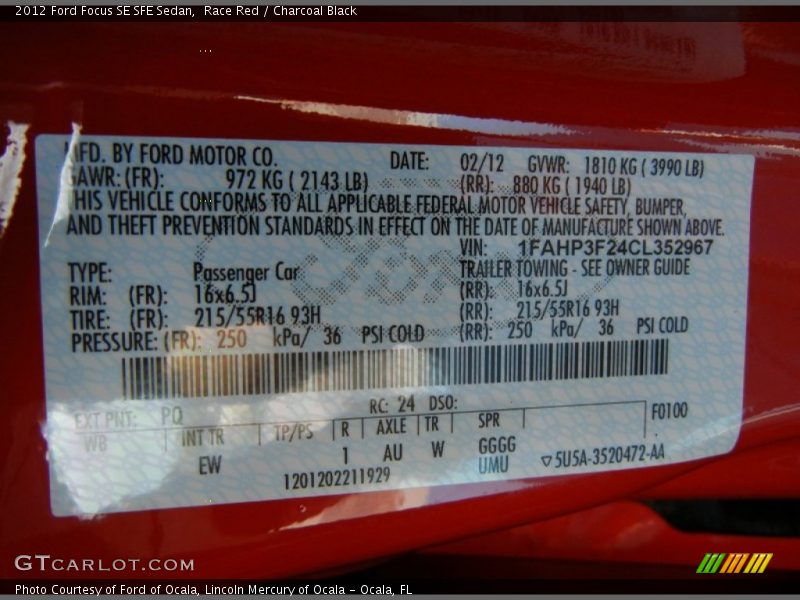 2012 Ford Focus SE SFE Sedan,  Race Red / Charcoal Black
...
MFD. BY FORD MOTOR CO. DATE: 02/12 GVWR: 1810 KG ( 3990 LB)
GAWR: (FR): 972 KG ( 2143 LB) (RR): 880 KG ( 1940 LB)
THIS VEHICLE CONFORMS TO ALL APPLICABLE FEDERAL MOTOR VEHICLE SAFETY, BUMPER,
AND THEFT PREVENTION STANDARDS IN EFFECT ON THE DATE OF MANUFACTURE SHOWN ABOVE.
VIN: 1FAHP3F24CL352967
TYPE: Passenger Car TRAILER TOWING - SEE OWNER GUIDE
RIM: (FR): 16x6.5J (RR): 16x6.5J
TIRE: (FR): 215/55R16 93H (RR): 215/55R16 93H
PRESSURE: (FR): 250 kPa/ 36 PSI COLD (RR): 250 kPa/ 36 PSI COLD
RC: 24 DSO:
EXT PNT: PQ F0100
WB INT TR TP/PS R AXLE TR SPR
EW 1 AU W GGGG
UMU
1201202211929 5U5A-3520472-AA
GTCARLOT.COM
Photo Courtesy of Ford of Ocala, Lincoln Mercury of Ocala - Ocala, FL